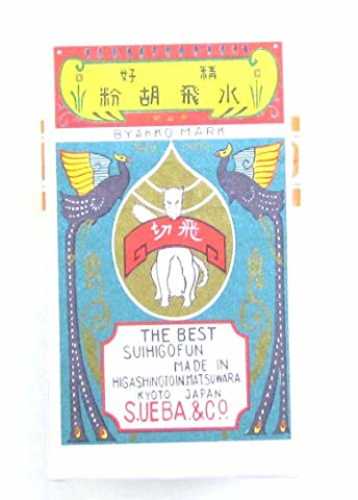 精好
水飛胡粉
BYAKKO MARK
飛切
THE BEST
SUIHIGOFUN
MADE IN
HIGASHINOTOIN.MATSUWARA
KYOTO JAPAN
S.UEBA.&CO.